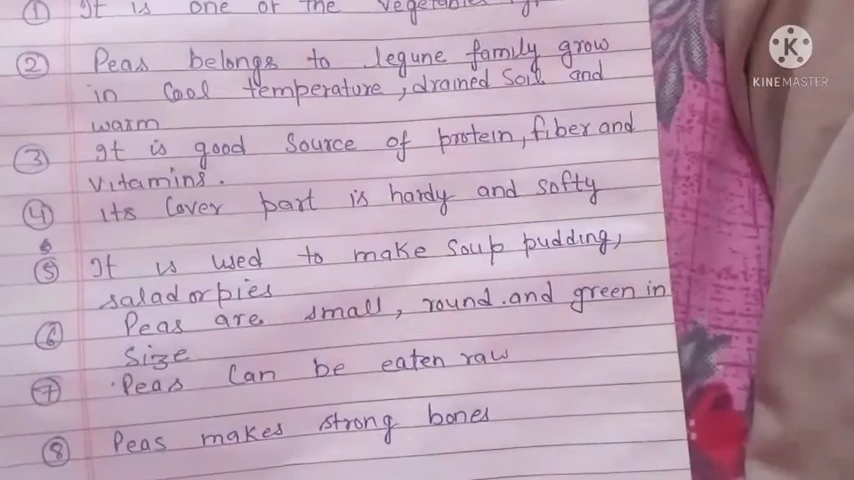 ① It is one of the vegetables
② Peas belongs to legune family grow
in Cool temperature, drained soil and
warm
③ It is good source of protein, fiber and
vitamins.
④ its Cover part is hardy and softy
⑤ It is used to make soup pudding,
salad or pies
⑥ Peas are small, round. and green in
size
⑦ Peas Can be eaten raw
⑧ Peas makes strong bones
K
KINEMASTER